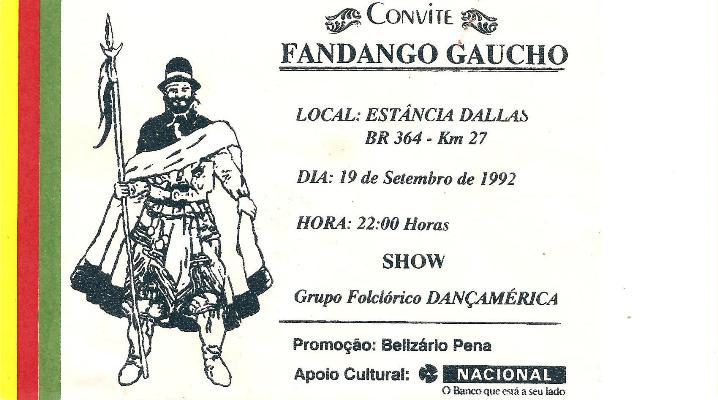 CONVITE
FANDANGO GAUCHO
LOCAL: ESTÂNCIA DALLAS
BR 364 - Km 27
DIA: 19 de Setembro de 1992
HORA: 22:00 Horas
SHOW
Grupo Folclórico DANÇAMÉRICA
Promoção: Belizário Pena
Apoio Cultural: NACIONAL
O Banco que está a seu lado